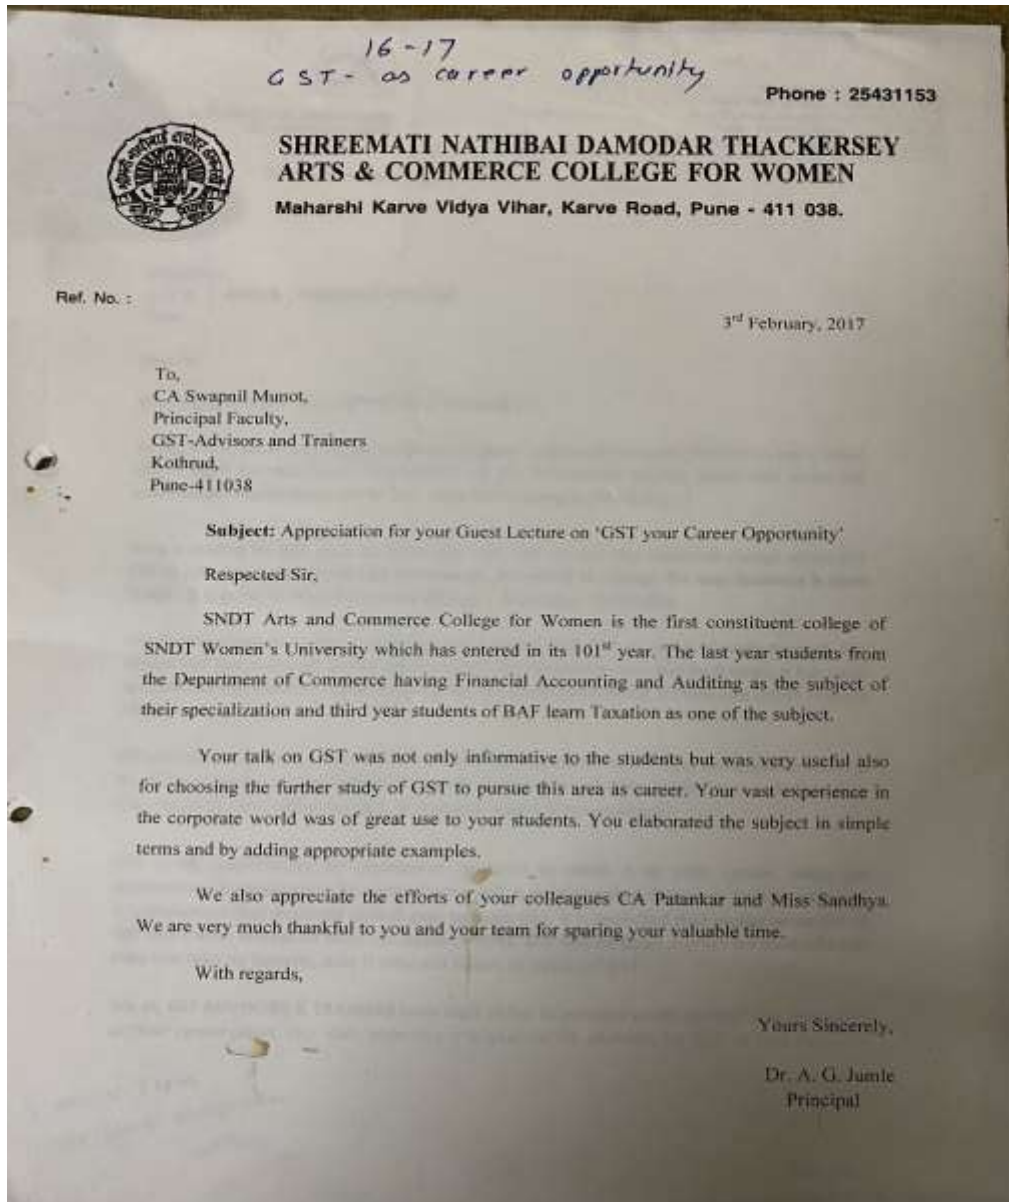 16-17
GST- as career opportunity
Phone : 25431153
SHREEMATI NATHIBAI DAMODAR THACKERSEY
ARTS & COMMERCE COLLEGE FOR WOMEN
Maharshi Karve Vidya Vihar, Karve Road, Pune - 411 038.
Ref. No. :
3rd February, 2017
To,
CA Swapnil Munot,
Principal Faculty,
GST-Advisors and Trainers
Kothrud,
Pune-411038
Subject: Appreciation for your Guest Lecture on 'GST your Career Opportunity'
Respected Sir,
SNDT Arts and Commerce College for Women is the first constituent college of
SNDT Women's University which has entered in its 101st year. The last year students from
the Department of Commerce having Financial Accounting and Auditing as the subject of
their specialization and third year students of BAF learn Taxation as one of the subject.
Your talk on GST was not only informative to the students but was very useful also
for choosing the further study of GST to pursue this area as career. Your vast experience in
the corporate world was of great use to your students. You elaborated the subject in simple
terms and by adding appropriate examples.
We also appreciate the efforts of your colleagues CA Patankar and Miss Sandhya.
We are very much thankful to you and your team for sparing your valuable time.
With regards,
Yours Sincerely,
Dr. A. G. Jumle
Principal